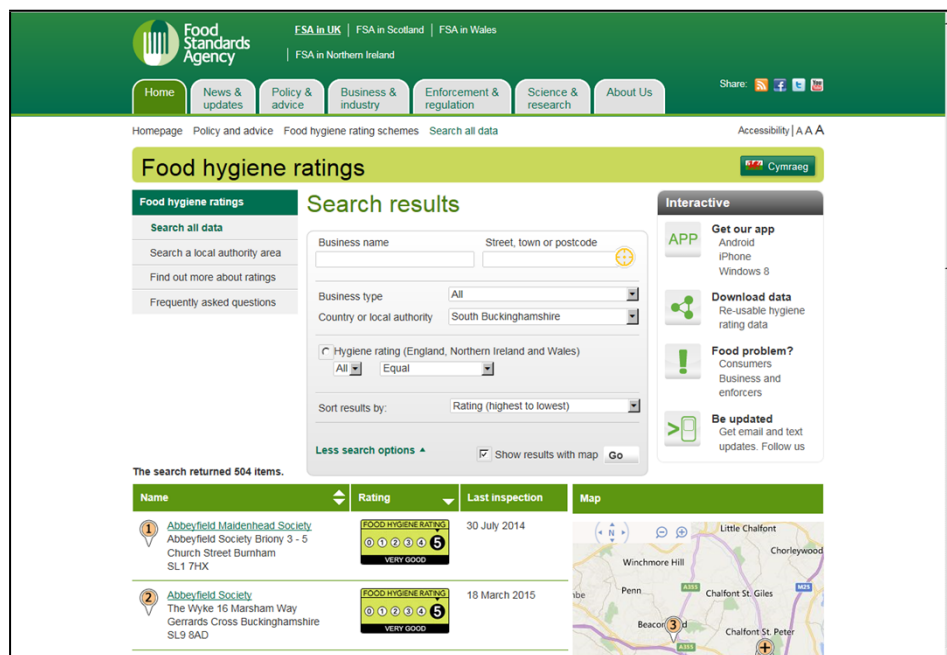 Food
Standards
Agency
FSA in UK | FSA in Scotland | FSA in Wales
| FSA in Northern Ireland
Home
News &
updates
Policy &
advice
Business &
industry
Enforcement &
regulation
Science &
research
About Us
Share:
Homepage Policy and advice Food hygiene rating schemes Search all data
Accessibility | A A A
Food hygiene ratings
Cymraeg
Food hygiene ratings
Search all data
Search a local authority area
Find out more about ratings
Frequently asked questions
Search results
Business name
Street, town or postcode
Business type
All
Country or local authority
South Buckinghamshire
Hygiene rating (England, Northern Ireland and Wales)
All
Equal
Sort results by:
Rating (highest to lowest)
Less search options
Show results with map
Go
Interactive
APP
Get our app
Android
iPhone
Windows 8
Download data
Re-usable hygiene
rating data
Food problem?
Consumers
Business and
enforcers
Be updated
Get email and text
updates. Follow us
The search returned 504 items.
Name
Rating
Last inspection
Map
1
Abbeyfield Maidenhead Society
Abbeyfield Society Briony 3 - 5
Church Street Burnham
SL1 7HX
FOOD HYGIENE RATING
0 1 2 3 4 5
VERY GOOD
30 July 2014
2
Abbeyfield Society
The Wyke 16 Marsham Way
Gerrards Cross Buckinghamshire
SL9 8AD
FOOD HYGIENE RATING
0 1 2 3 4 5
VERY GOOD
18 March 2015
N
Little Chalfont
Chorleywood
Winchmore Hill
Penn
A355
M25
Chalfont St. Giles
3
Chalfont St. Peter
A355